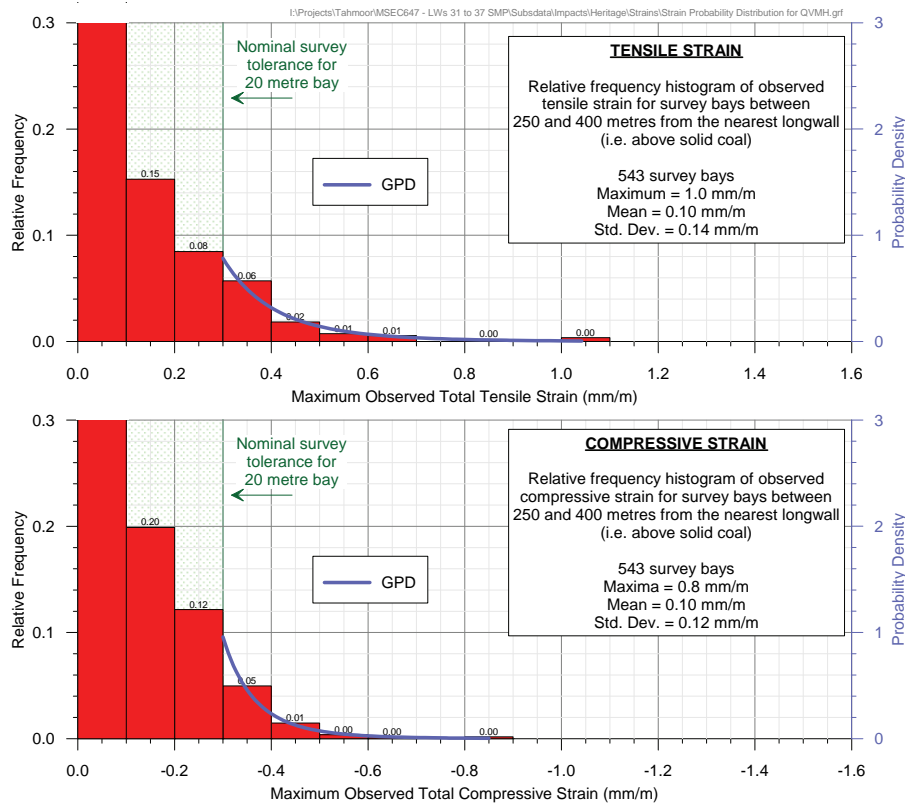 I:\Projects\Tahmoor\MSEC647 - LWs 31 to 37 SMP\Subsdata\Impacts\Heritage\Strains\Strain Probability Distribution for QVMH.grf
0.3
0.2
0.1
0.0
Relative Frequency
Nominal survey
tolerance for
20 metre bay
0.15
0.08
0.06
0.02
0.01
0.01
0.00
0.00
GPD
TENSILE STRAIN
Relative frequency histogram of observed
tensile strain for survey bays between
250 and 400 metres from the nearest longwall
(i.e. above solid coal)
543 survey bays
Maximum = 1.0 mm/m
Mean = 0.10 mm/m
Std. Dev. = 0.14 mm/m
3
2
1
0
Probability Density
0.0 0.2 0.4 0.6 0.8 1.0 1.2 1.4 1.6
Maximum Observed Total Tensile Strain (mm/m)
0.3
0.2
0.1
0.0
Relative Frequency
Nominal survey
tolerance for
20 metre bay
0.20
0.12
0.05
0.01
0.00
0.00
0.00
GPD
COMPRESSIVE STRAIN
Relative frequency histogram of observed
compressive strain for survey bays between
250 and 400 metres from the nearest longwall
(i.e. above solid coal)
543 survey bays
Maxima = 0.8 mm/m
Mean = 0.10 mm/m
Std. Dev. = 0.12 mm/m
3
2
1
0
Probability Density
0.0 -0.2 -0.4 -0.6 -0.8 -1.0 -1.2 -1.4 -1.6
Maximum Observed Total Compressive Strain (mm/m)